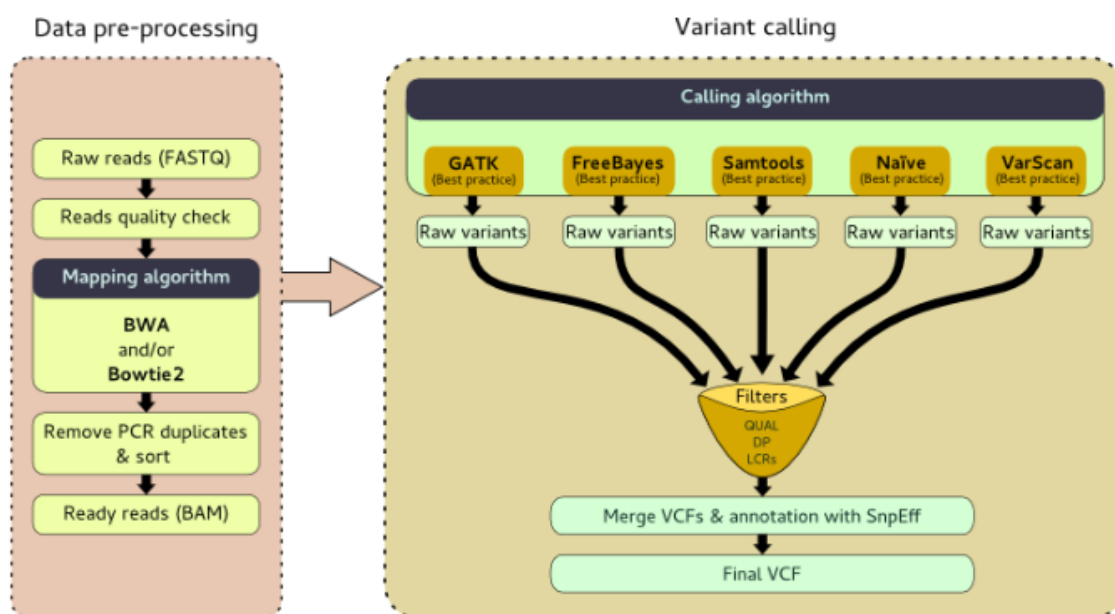 Data pre-processing
Raw reads (FASTQ)
Reads quality check
Mapping algorithm
BWA
and/or
Bowtie2
Remove PCR duplicates
& sort
Ready reads (BAM)
Variant calling
Calling algorithm
GATK
(Best practice)
FreeBayes
(Best practice)
Samtools
(Best practice)
Naïve
(Best practice)
VarScan
(Best practice)
Raw variants
Raw variants
Raw variants
Raw variants
Raw variants
Filters
QUAL
DP
LCRs
Merge VCFs & annotation with SnpEff
Final VCF